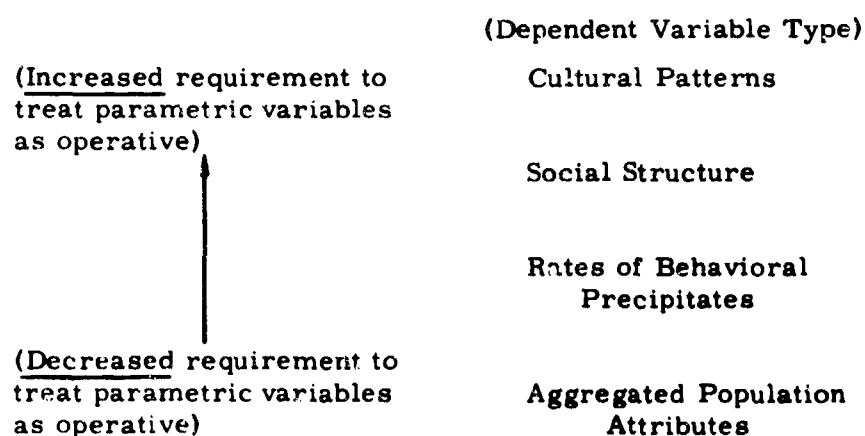 (Dependent Variable Type)
(Increased requirement to
treat parametric variables
as operative)
Cultural Patterns
Social Structure
Rates of Behavioral
Precipitates
(Decreased requirement to
treat parametric variables
as operative)
Aggregated Population
Attributes